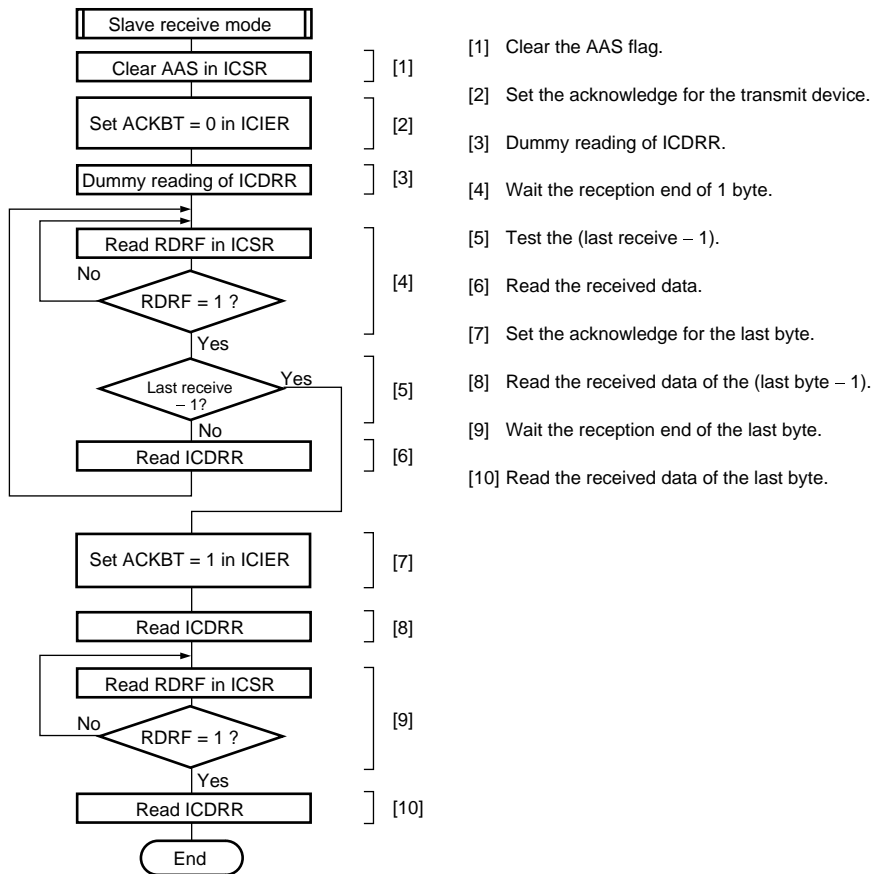 Slave receive mode
Clear AAS in ICSR
[1]
Set ACKBT = 0 in ICIER
[2]
Dummy reading of ICDRR
[3]
Read RDRF in ICSR
No
RDRF = 1 ?
[4]
Yes
Last receive
− 1?
Yes
[5]
No
Read ICDRR
[6]
Set ACKBT = 1 in ICIER
[7]
Read ICDRR
[8]
Read RDRF in ICSR
No
RDRF = 1 ?
[9]
Yes
Read ICDRR
[10]
End
[1] Clear the AAS flag.
[2] Set the acknowledge for the transmit device.
[3] Dummy reading of ICDRR.
[4] Wait the reception end of 1 byte.
[5] Test the (last receive − 1).
[6] Read the received data.
[7] Set the acknowledge for the last byte.
[8] Read the received data of the (last byte − 1).
[9] Wait the reception end of the last byte.
[10] Read the received data of the last byte.